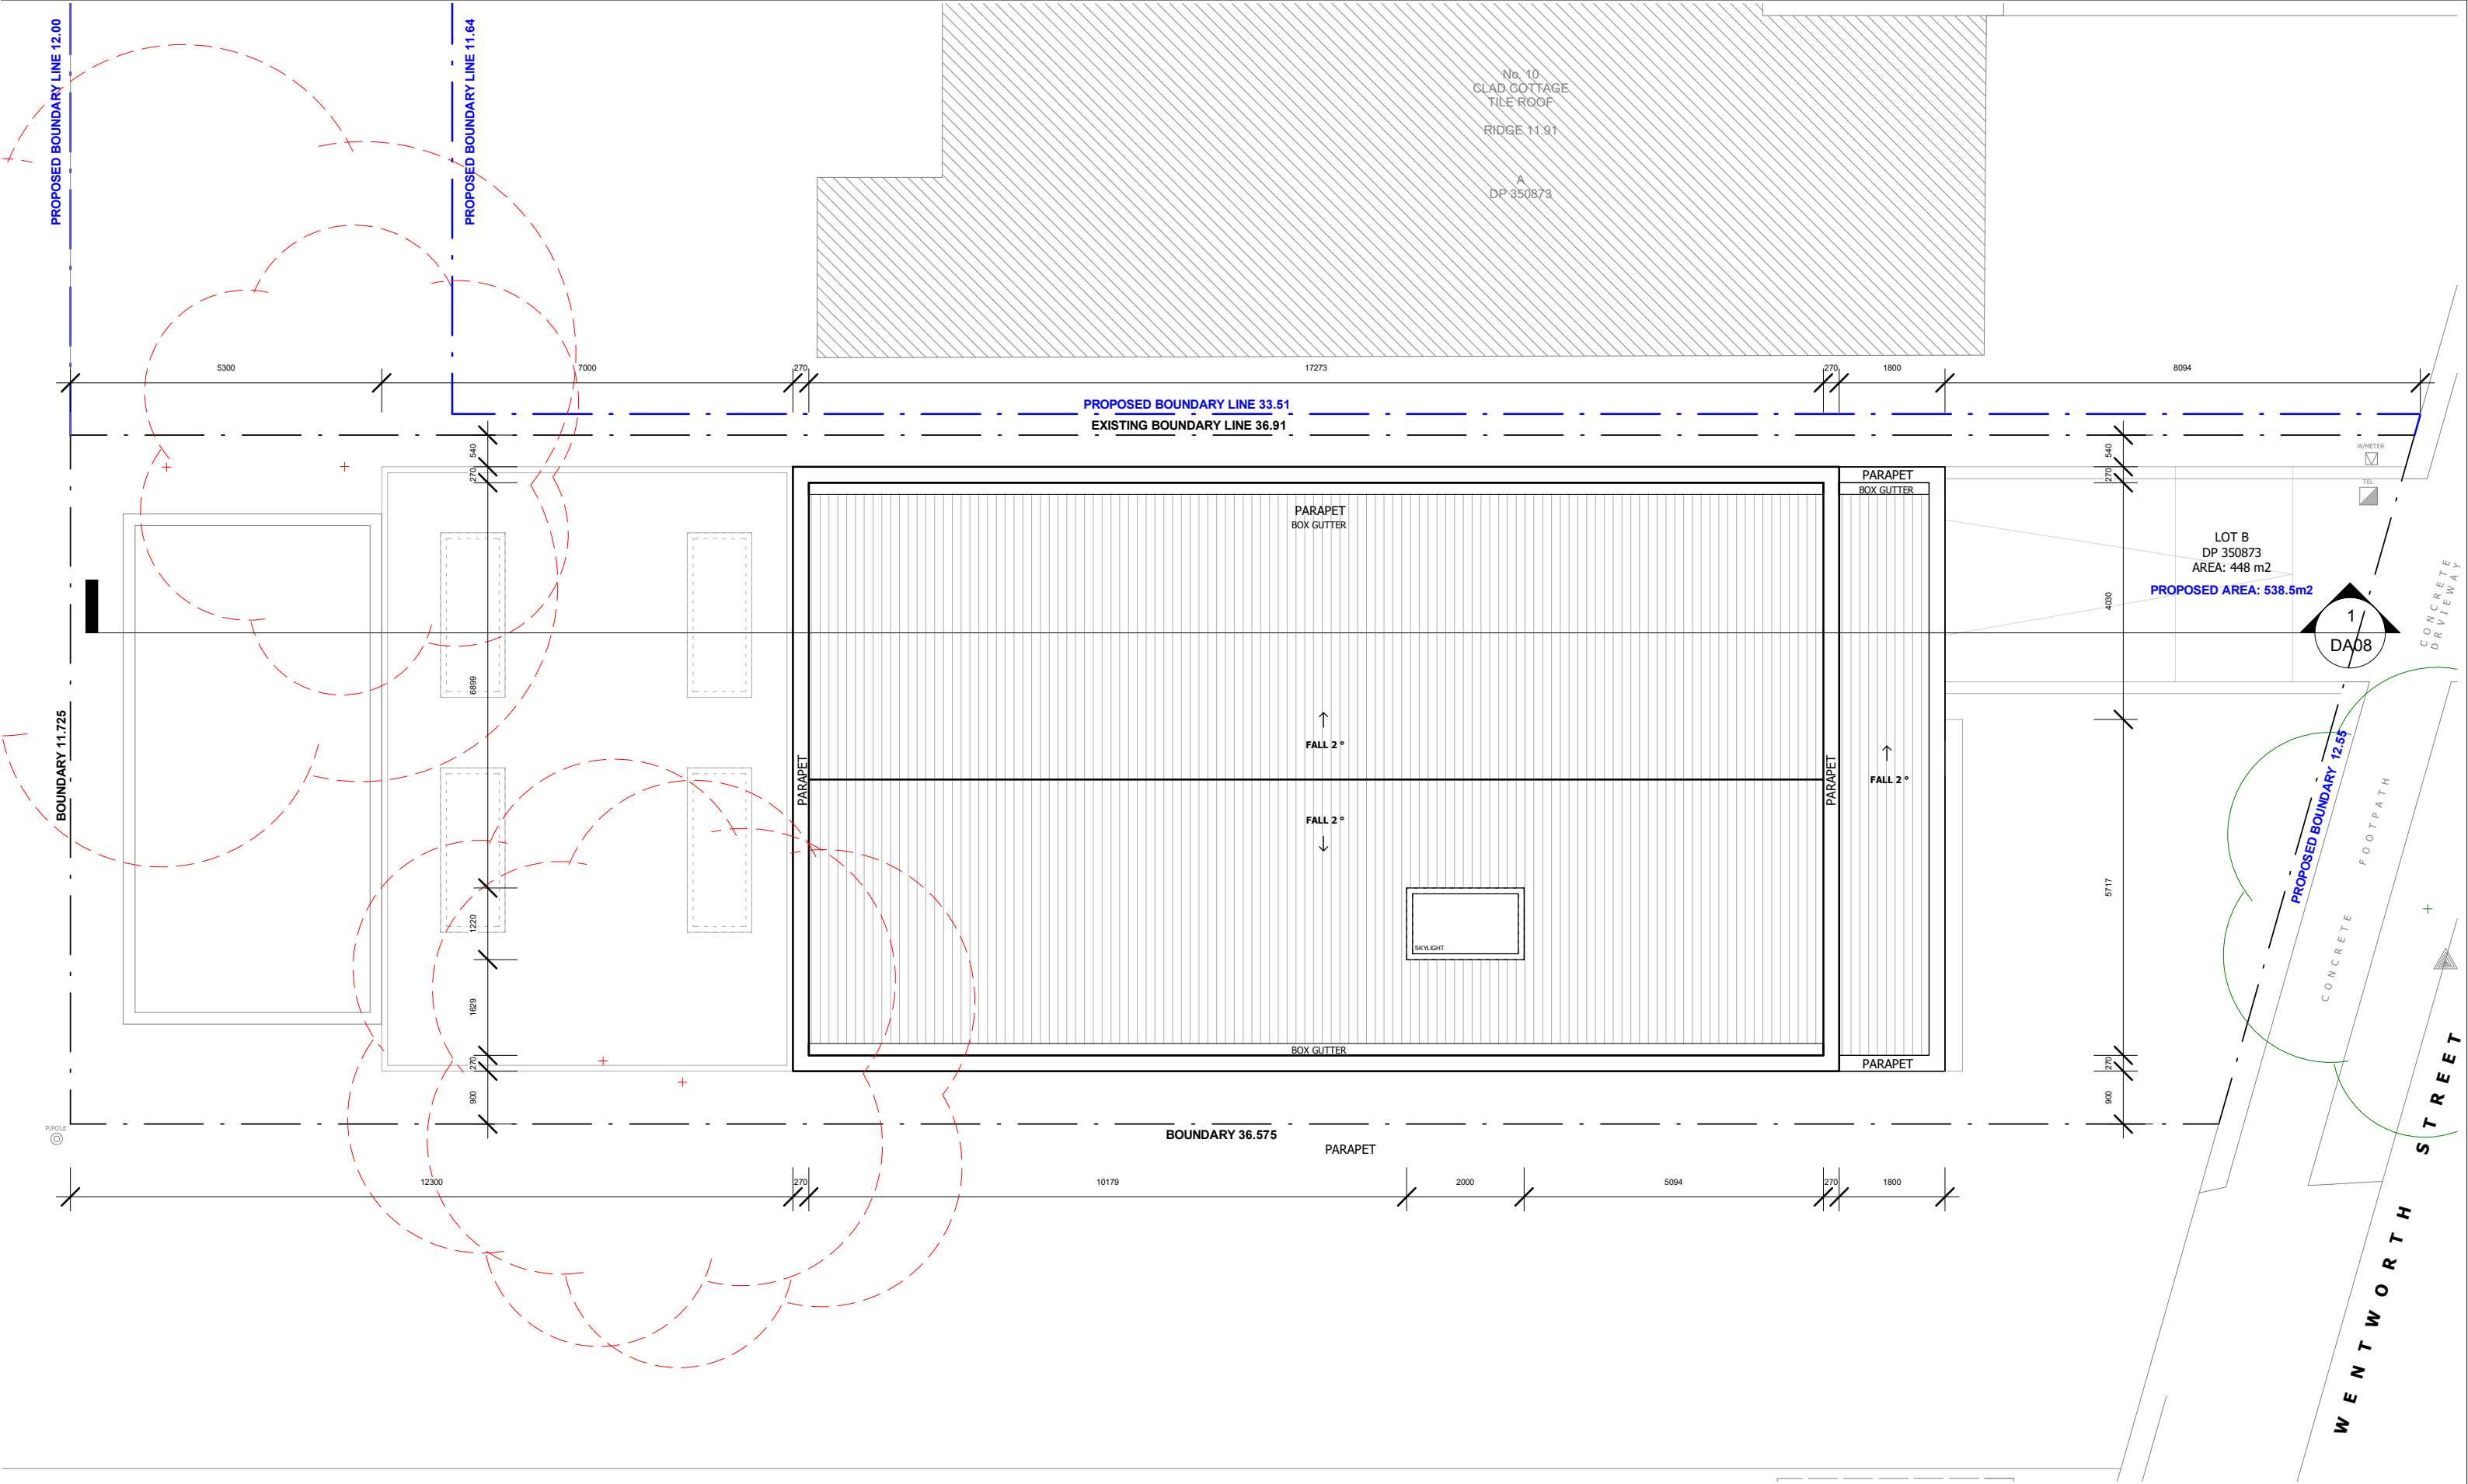 PROPOSED BOUNDARY LINE 12.00
PROPOSED BOUNDARY LINE 11.64
No. 10
CLAD COTTAGE
TILE ROOF
RIDGE 11.91
A
DP 350873
5300
7000
270
17273
270
1800
8094
PROPOSED BOUNDARY LINE 33.51
EXISTING BOUNDARY LINE 36.91
540
270
6899
1220
1629
270
900
540
270
4030
5717
270
900
W/METER
TEL
PARAPET
BOX GUTTER
PARAPET
BOX GUTTER
LOT B
DP 350873
AREA: 448 m2
PROPOSED AREA: 538.5m2
1
DA08
CONCRETE
DRVIEWAY
BOUNDARY 11.725
PARAPET
FALL 2 °
FALL 2 °
PARAPET
FALL 2 °
PROPOSED BOUNDARY 12.55
CONCRETE FOOTPATH
SKYLIGHT
BOX GUTTER
PARAPET
P/POLE
BOUNDARY 36.575
PARAPET
12300
270
10179
2000
5094
270
1800
WENTWORTH STREET